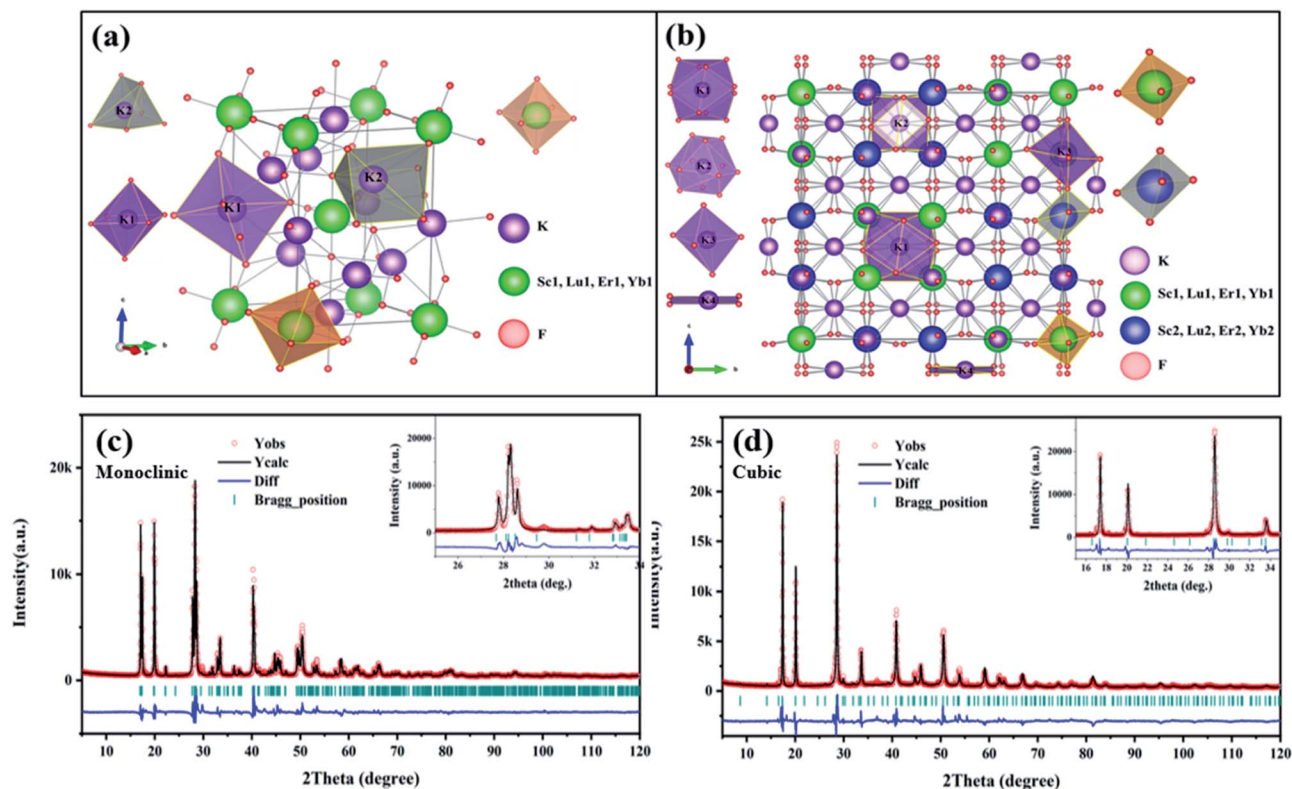 (a)
K2
K1
K1
K2
K
Sc1, Lu1, Er1, Yb1
F
c
a
b
(b)
K1
K2
K3
K4
K2
K3
K1
K4
K
Sc1, Lu1, Er1, Yb1
Sc2, Lu2, Er2, Yb2
F
c
b
(c)
Monoclinic
Yobs
Ycalc
Diff
Bragg_position
Intensity(a.u.)
20k
10k
0
10 20 30 40 50 60 70 80 90 100 110 120
2Theta (degree)
Intensity (a.u.)
20000
10000
0
26 28 30 32 34
2theta (deg.)
(d)
Cubic
Yobs
Ycalc
Diff
Bragg_position
Intensity(a.u.)
25k
20k
15k
10k
5k
0
10 20 30 40 50 60 70 80 90 100 110 120
2Theta (degree)
Intensity (a.u.)
20000
10000
0
16 18 20 22 24 26 28 30 32 34
2theta (deg.)